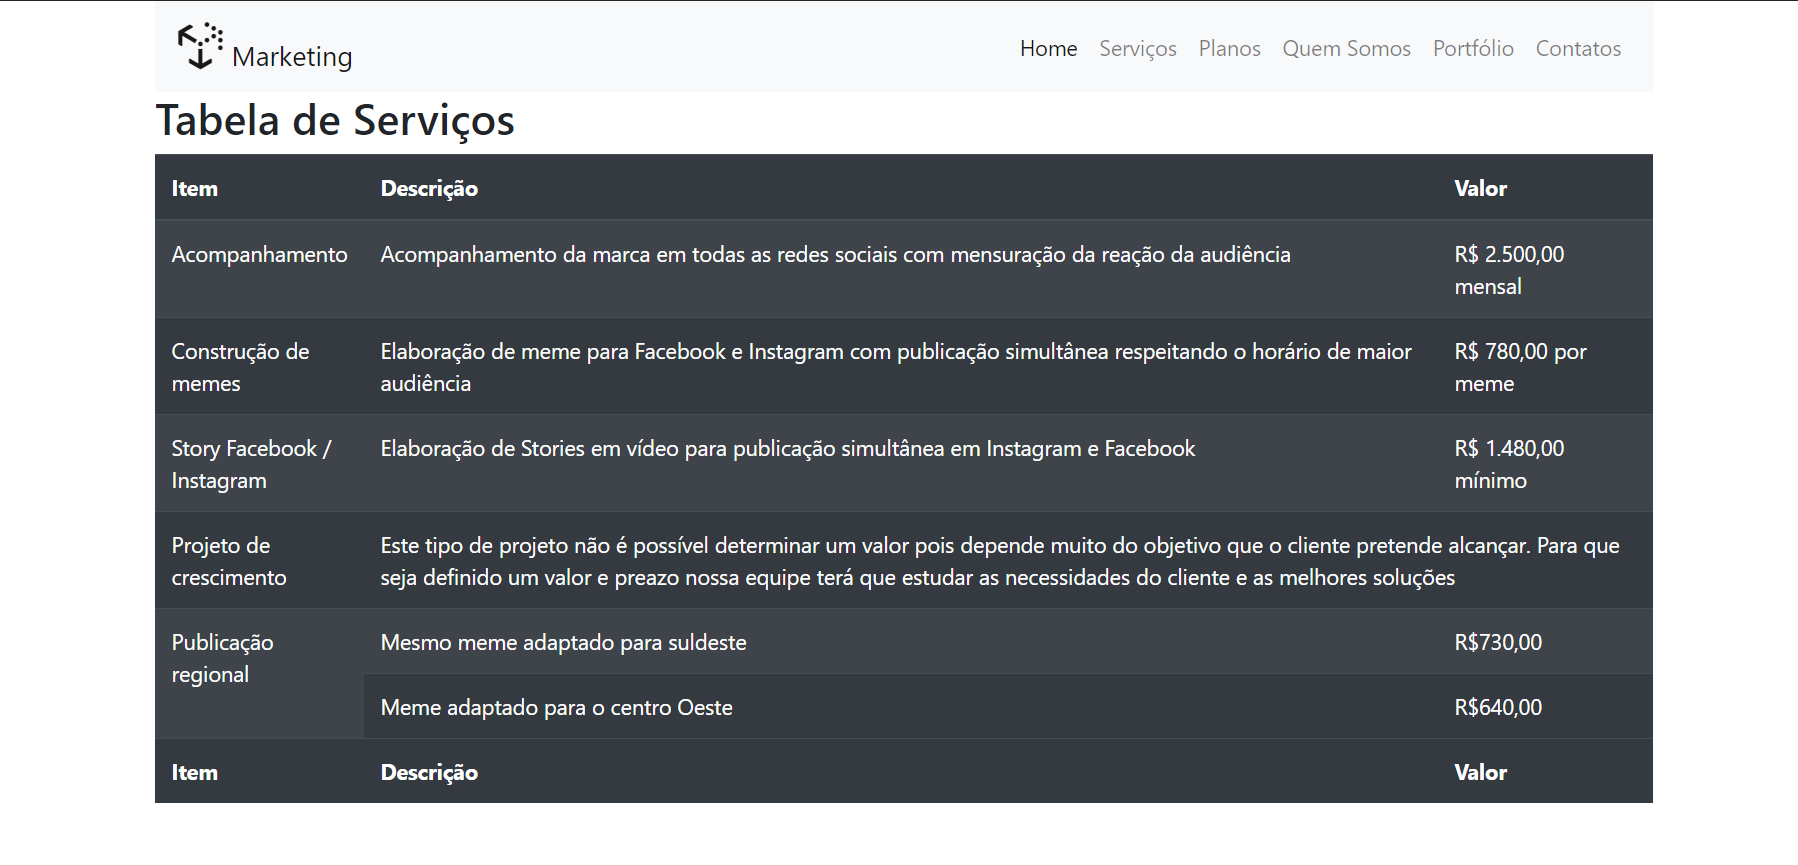 Marketing
Home Serviços Planos Quem Somos Portfólio Contatos
Tabela de Serviços
Item Descrição Valor
Acompanhamento Acompanhamento da marca em todas as redes sociais com mensuração da reação da audiência R$ 2.500,00
mensal
Construção de Elaboração de meme para Facebook e Instagram com publicação simultânea respeitando o horário de maior R$ 780,00 por
memes audiência meme
Story Facebook / Elaboração de Stories em vídeo para publicação simultânea em Instagram e Facebook R$ 1.480,00
Instagram mínimo
Projeto de Este tipo de projeto não é possível determinar um valor pois depende muito do objetivo que o cliente pretende alcançar. Para que
crescimento seja definido um valor e preazo nossa equipe terá que estudar as necessidades do cliente e as melhores soluções
Publicação Mesmo meme adaptado para suldeste R$730,00
regional
Meme adaptado para o centro Oeste R$640,00
Item Descrição Valor